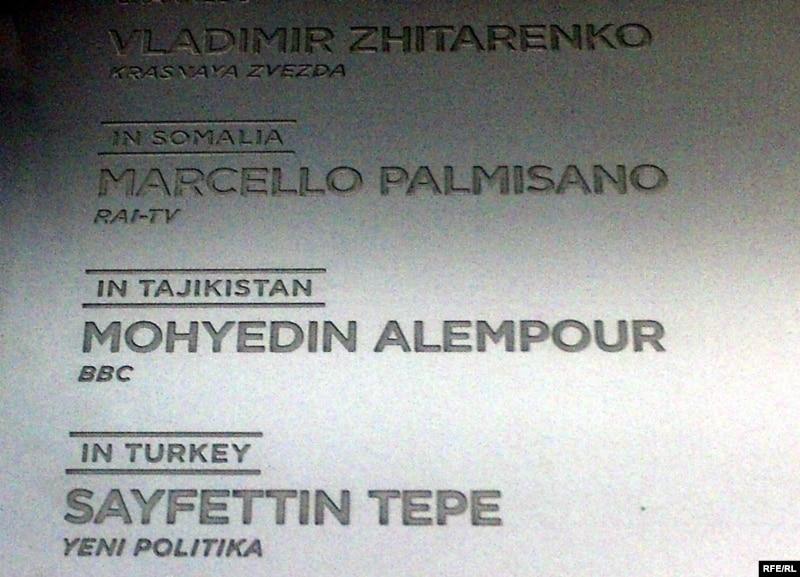 VLADIMIR ZHITARENKO
KRASNAYA ZVEZDA
IN SOMALIA
MARCELLO PALMISANO
RAI-TV
IN TAJIKISTAN
MOHYEDIN ALEMPOUR
BBC
IN TURKEY
SAYFETTIN TEPE
YENI POLITIKA
RFE/RL